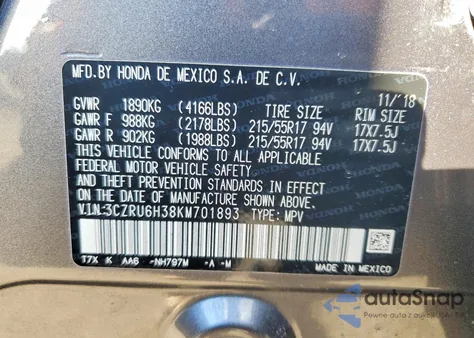 MFD.BY HONDA DE MEXICO S.A. DE C.V.
11/'18
GVWR 1890KG (4166LBS) TIRE SIZE RIM SIZE
GAWR F 988KG (2178LBS) 215/55R17 94V 17X7.5J
GAWR R 902KG (1988LBS) 215/55R17 94V 17X7.5J
THIS VEHICLE CONFORMS TO ALL APPLICABLE
FEDERAL MOTOR VEHICLE SAFETY
AND THEFT PREVENTION STANDARDS IN EFFECT
ON THE DATE OF MANUFACTURE SHOWN ABOVE.
V.I.N:3CZRU6H38KM701893 TYPE: MPV
T7X K AA6 -NH797M -A -M
MADE IN MEXICO
autoSnap
Pewne auto z